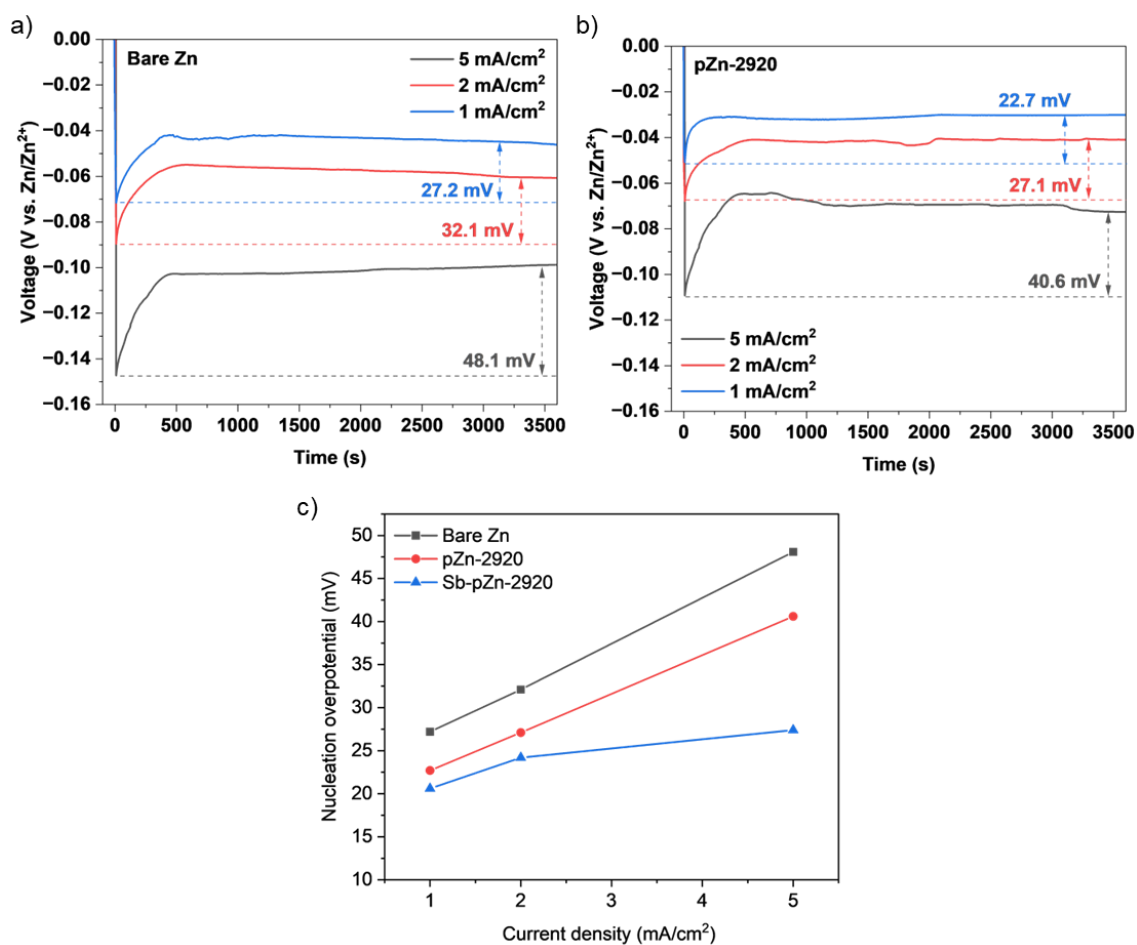 a)
Bare Zn
5 mA/cm²
2 mA/cm²
1 mA/cm²
27.2 mV
32.1 mV
48.1 mV
0.00
−0.02
−0.04
−0.06
−0.08
−0.10
−0.12
−0.14
−0.16
Voltage (V vs. Zn/Zn²⁺)
0 500 1000 1500 2000 2500 3000 3500
Time (s)
b)
pZn-2920
22.7 mV
27.1 mV
40.6 mV
5 mA/cm²
2 mA/cm²
1 mA/cm²
0.00
−0.02
−0.04
−0.06
−0.08
−0.10
−0.12
−0.14
−0.16
Voltage (V vs. Zn/Zn²⁺)
0 500 1000 1500 2000 2500 3000 3500
Time (s)
c)
Bare Zn
pZn-2920
Sb-pZn-2920
50
45
40
35
30
25
20
15
10
Nucleation overpotential (mV)
1 2 3 4 5
Current density (mA/cm²)